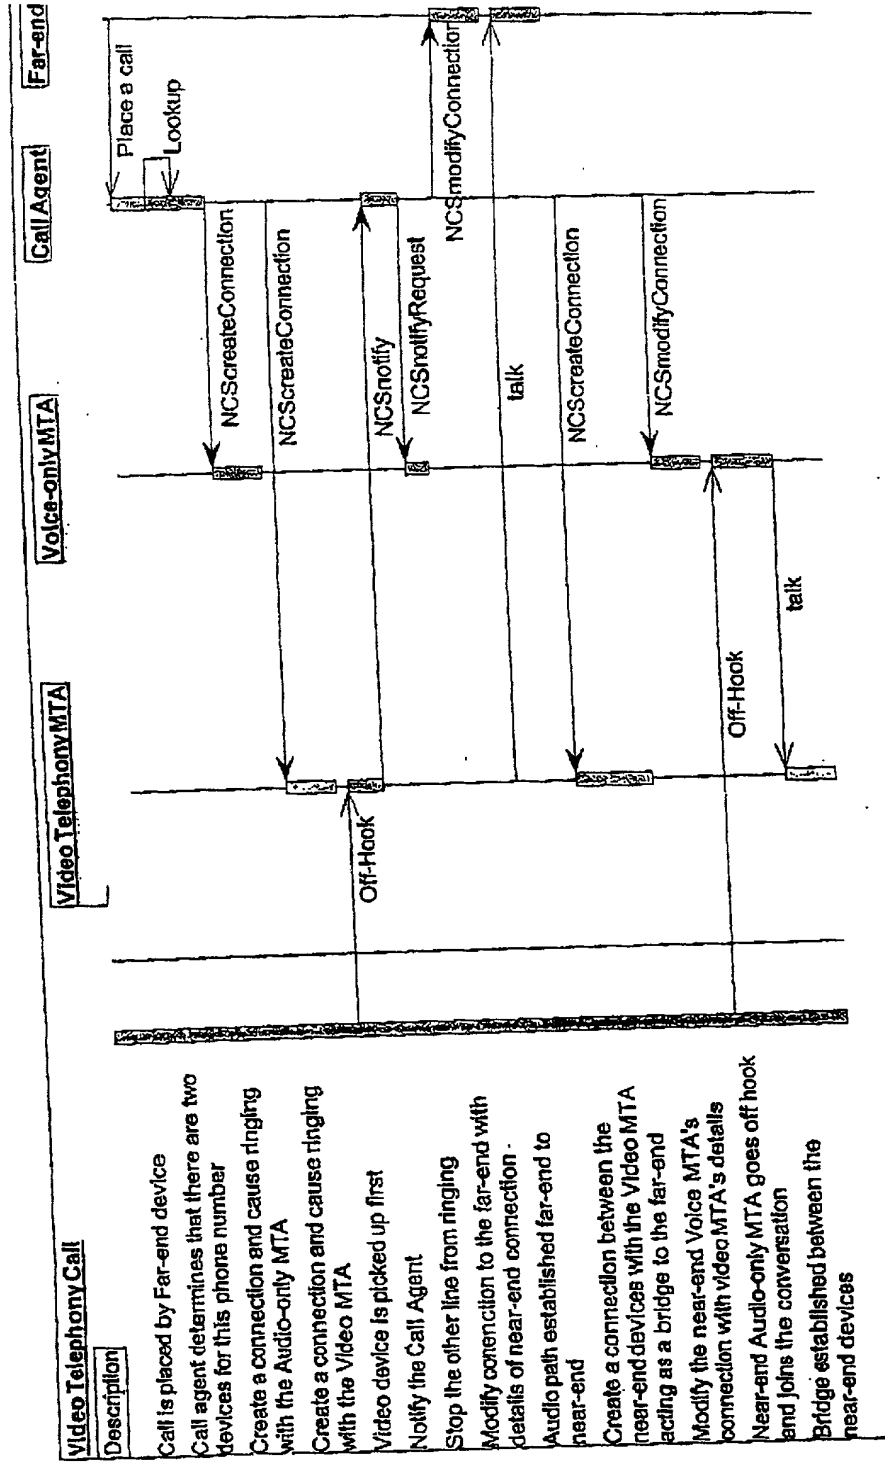 Video Telephony Call
Description
Call is placed by Far-end device
Call agent determines that there are two
devices for this phone number
Create a connection and cause ringing
with the Audio-only MTA
Create a connection and cause ringing
with the Video MTA
Video device is picked up first
Notify the Call Agent
Stop the other line from ringing
Modify conenction to the far-end with
details of near-end connection -
Audio path established far-end to
near-end
Create a connection between the
near-end devices with the Video MTA
acting as a bridge to the far-end
Modify the near-end Voice MTA's
connection with video MTA's details
Near-end Audio-only MTA goes off hook
and joins the conversation
Bridge established between the
near-end devices
Video Telephony MTA
Voice-only MTA
Call Agent
Far-end
Place a call
Lookup
NCScreateConnection
NCScreateConnection
Off-Hook
NCSnotify
NCSnotifyRequest
NCSmodifyConnection
talk
NCScreateConnection
NCSmodifyConnection
Off-Hook
talk